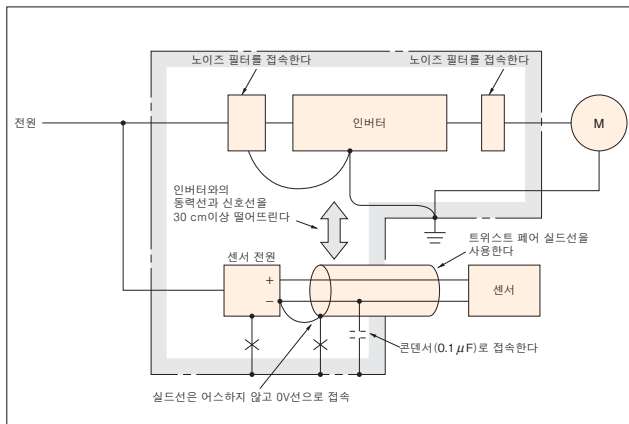 노이즈 필터를 접속한다
노이즈 필터를 접속한다
전원
인버터
M
인버터와의
동력선과 신호선을
30 cm이상 떨어뜨린다
트위스트 페어 실드선을
사용한다
센서 전원
+
−
센서
콘덴서(0.1μF)로 접속한다
실드선은 어스하지 않고 0V선으로 접속